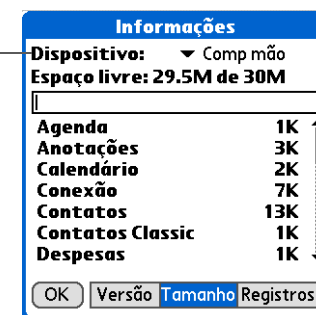 Informações
Dispositivo: Comp mão
Espaço livre: 29.5M de 30M
Agenda 1K
Anotações 3K
Calendário 2K
Conexão 7K
Contatos 13K
Contatos Classic 1K
Despesas 1K
OK Versão Tamanho Registros